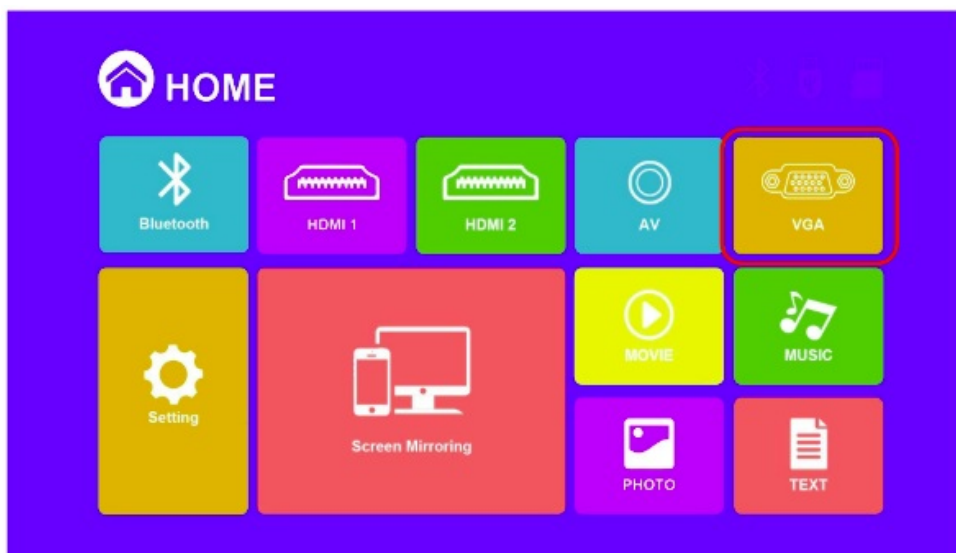 HOME
Bluetooth
HDMI 1
HDMI 2
AV
VGA
Setting
Screen Mirroring
MOVIE
MUSIC
PHOTO
TEXT